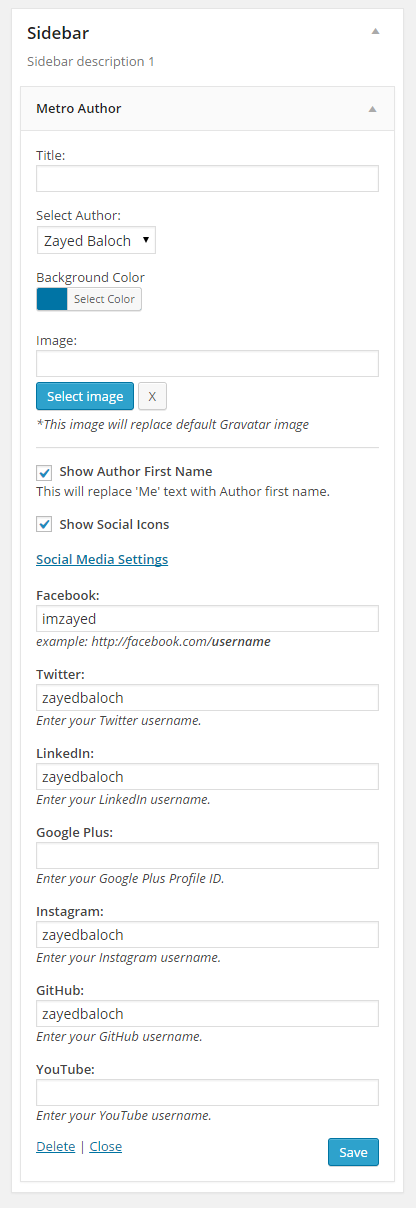 Sidebar
Sidebar description 1
Metro Author
Title:
Select Author:
Zayed Baloch
Background Color
Select Color
Image:
Select image X
*This image will replace default Gravatar image
Show Author First Name
This will replace 'Me' text with Author first name.
Show Social Icons
Social Media Settings
Facebook:
imzayed
example: http://facebook.com/username
Twitter:
zayedbaloch
Enter your Twitter username.
LinkedIn:
zayedbaloch
Enter your LinkedIn username.
Google Plus:
Enter your Google Plus Profile ID.
Instagram:
zayedbaloch
Enter your Instagram username.
GitHub:
zayedbaloch
Enter your GitHub username.
YouTube:
Enter your YouTube username.
Delete | Close Save